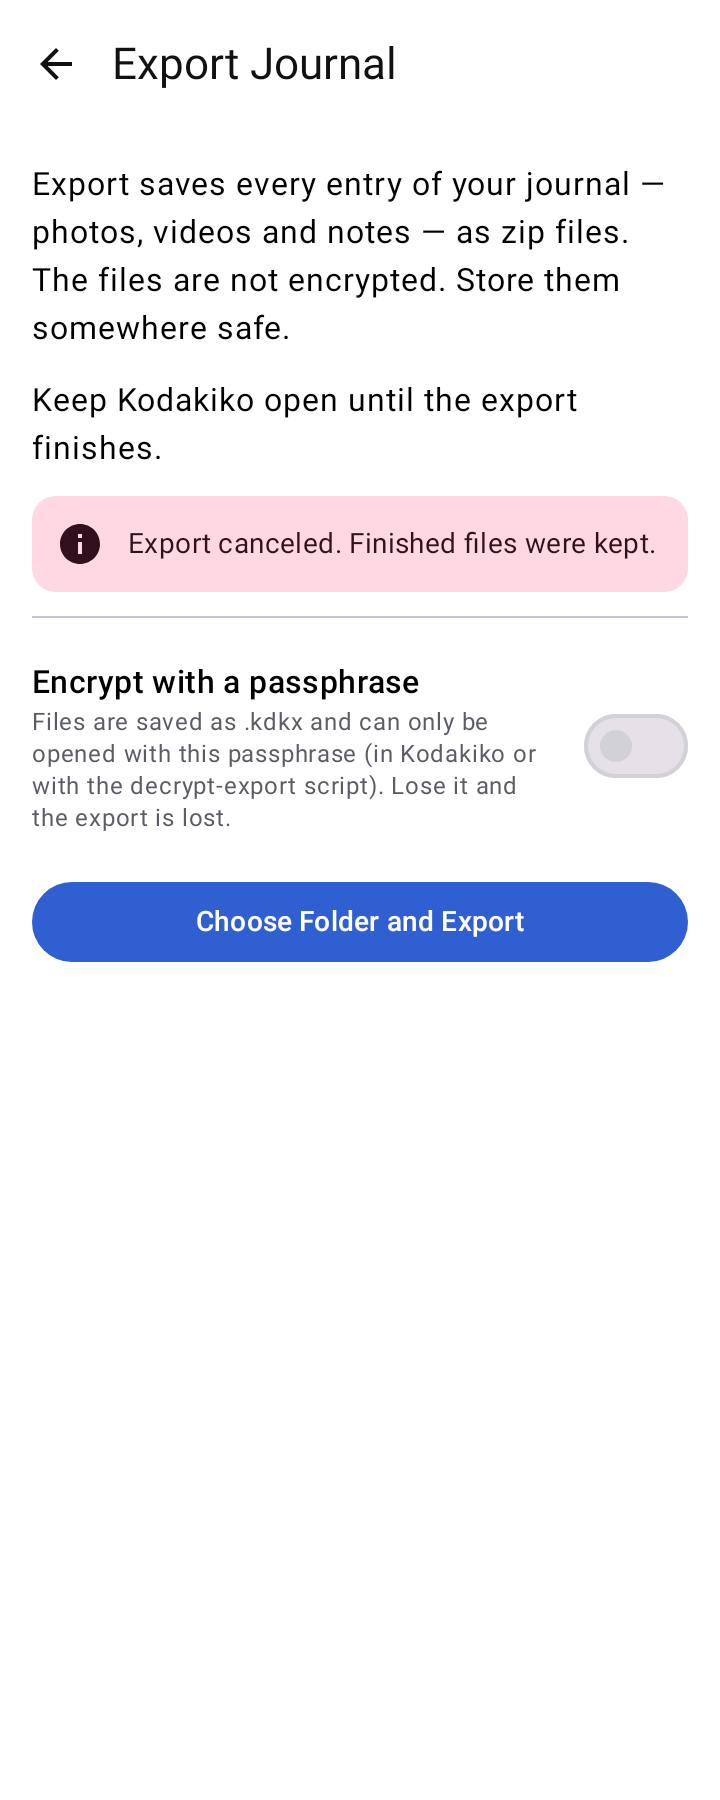 Export Journal
Export saves every entry of your journal —
photos, videos and notes — as zip files.
The files are not encrypted. Store them
somewhere safe.
Keep Kodakiko open until the export
finishes.
Export canceled. Finished files were kept.
Encrypt with a passphrase
Files are saved as .kdkx and can only be
opened with this passphrase (in Kodakiko or
with the decrypt-export script). Lose it and
the export is lost.
Choose Folder and Export